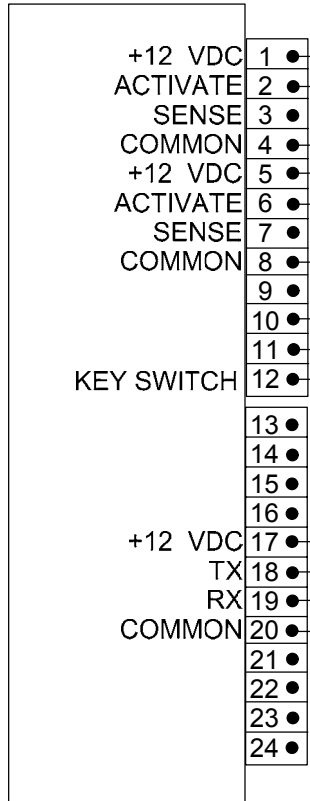 +12 VDC 1
ACTIVATE 2
SENSE 3
COMMON 4
+12 VDC 5
ACTIVATE 6
SENSE 7
COMMON 8
9
10
11
KEY SWITCH 12
13
14
15
16
+12 VDC 17
TX 18
RX 19
COMMON 20
21
22
23
24